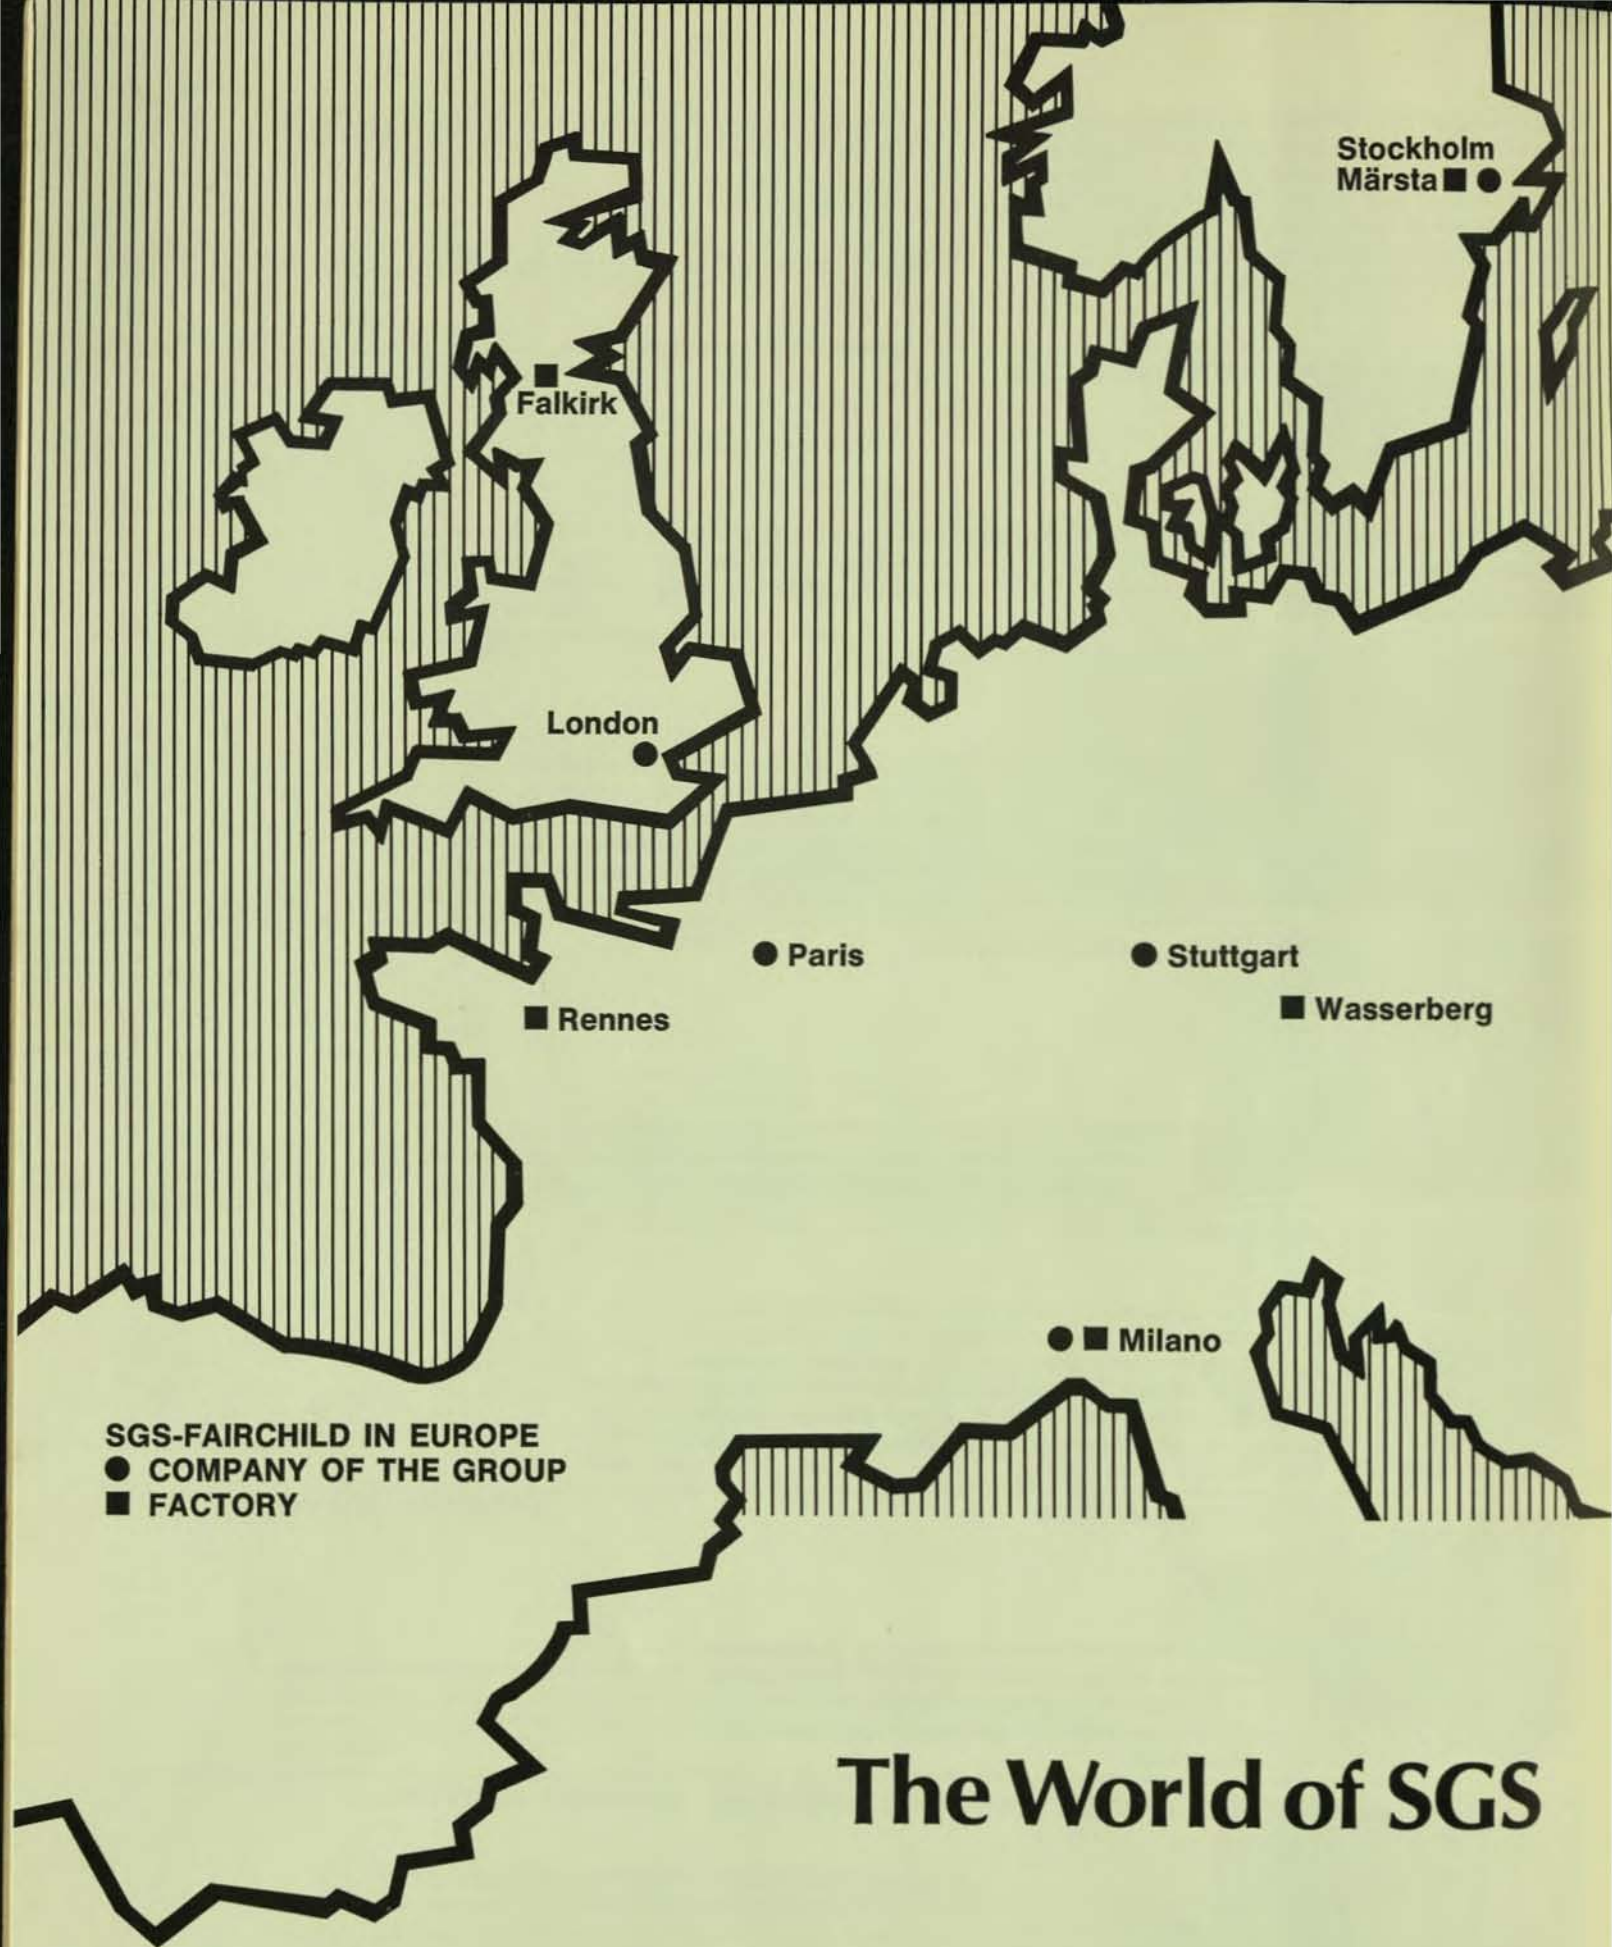 Stockholm
Märsta
Falkirk
London
Paris
Stuttgart
Wasserberg
Rennes
Milano
SGS-FAIRCHILD IN EUROPE
COMPANY OF THE GROUP
FACTORY
The World of SGS